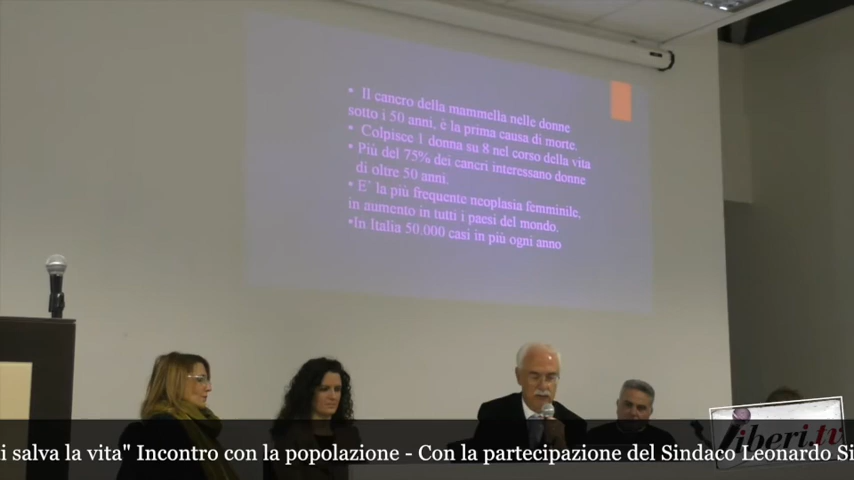 • Il cancro della mammella nelle donne
sotto i 50 anni, è la prima causa di morte.
• Colpisce 1 donna su 8 nel corso della vita
• Più del 75% dei cancri interessano donne
di oltre 50 anni.
• E' la più frequente neoplasia femminile,
in aumento in tutti i paesi del mondo.
•In Italia 50.000 casi in più ogni anno
i salva la vita" Incontro con la popolazione - Con la partecipazione del Sindaco Leonardo Si
liberi.tv